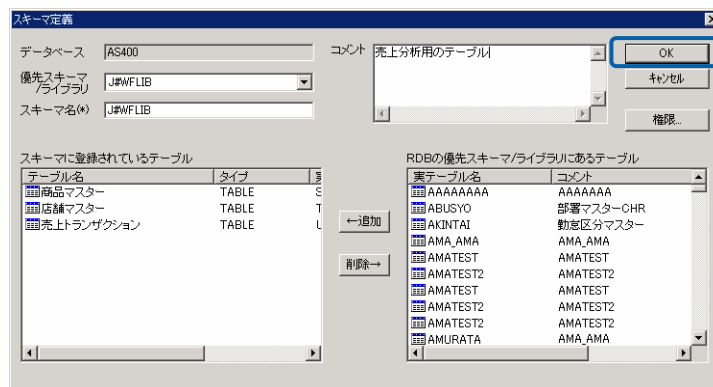 スキーマ定義
データベース AS400
優先スキーマ/ライブラリ J#WFLIB
スキーマ名(*) J#WFLIB
コメント 売上分析用のテーブル
OK
キャンセル
権限...
スキーマに登録されているテーブル
テーブル名 タイプ 実
商品マスター TABLE S
店舗マスター TABLE T
売上トランザクション TABLE U
←追加
削除→
RDBの優先スキーマ/ライブラリにあるテーブル
実テーブル名 コメント
AAAAAAAA AAAAAAA
ABUSYO 部署マスターCHR
AKINTAI 勤怠区分マスター
AMA_AMA AMA_AMA
AMATEST AMATEST
AMATEST2 AMATEST2
AMATEST AMATEST
AMATEST2 AMATEST2
AMATEST2 AMATEST2
AMURATA AMA_AMA